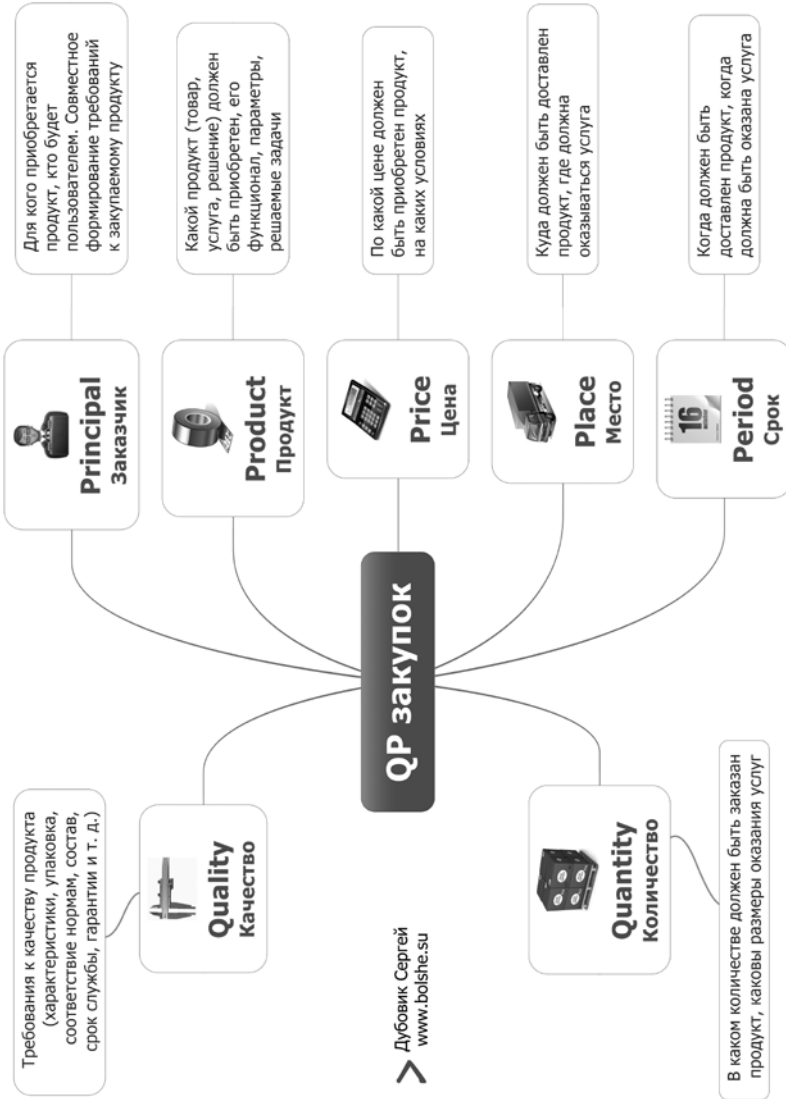 Требования к качеству продукта
(характеристики, упаковка,
соответствие нормам, состав,
срок службы, гарантии и т. д.)
Quality
Качество
Дубовик Сергей
www.bolshe.su
Quantity
Количество
В каком количестве должен быть заказан
продукт, каковы размеры оказания услуг
QP закупок
Principal
Заказчик
Для кого приобретается
продукт, кто будет
пользователем. Совместное
формирование требований
к закупаемому продукту
Product
Продукт
Какой продукт (товар,
услуга, решение) должен
быть приобретен, его
функционал, параметры,
решаемые задачи
Price
Цена
По какой цене должен
быть приобретен продукт,
на каких условиях
Place
Место
Куда должен быть доставлен
продукт, где должна
оказываться услуга
16
Period
Срок
Когда должен быть
доставлен продукт, когда
должна быть оказана услуга